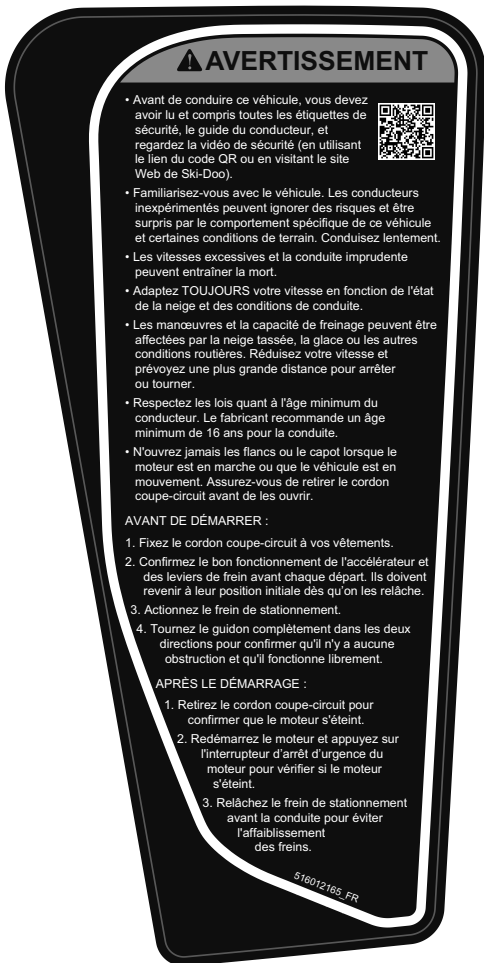 AVERTISSEMENT
• Avant de conduire ce véhicule, vous devez
avoir lu et compris toutes les étiquettes de
sécurité, le guide du conducteur, et
regardez la vidéo de sécurité (en utilisant
le lien du code QR ou en visitant le site
Web de Ski-Doo).
• Familiarisez-vous avec le véhicule. Les conducteurs
inexpérimentés peuvent ignorer des risques et être
surpris par le comportement spécifique de ce véhicule
et certaines conditions de terrain. Conduisez lentement.
• Les vitesses excessives et la conduite imprudente
peuvent entraîner la mort.
• Adaptez TOUJOURS votre vitesse en fonction de l'état
de la neige et des conditions de conduite.
• Les manœuvres et la capacité de freinage peuvent être
affectées par la neige tassée, la glace ou les autres
conditions routières. Réduisez votre vitesse et
prévoyez une plus grande distance pour arrêter
ou tourner.
• Respectez les lois quant à l'âge minimum du
conducteur. Le fabricant recommande un âge
minimum de 16 ans pour la conduite.
• N'ouvrez jamais les flancs ou le capot lorsque le
moteur est en marche ou que le véhicule est en
mouvement. Assurez-vous de retirer le cordon
coupe-circuit avant de les ouvrir.
AVANT DE DÉMARRER :
1. Fixez le cordon coupe-circuit à vos vêtements.
2. Confirmez le bon fonctionnement de l'accélérateur et
des leviers de frein avant chaque départ. Ils doivent
revenir à leur position initiale dès qu'on les relâche.
3. Actionnez le frein de stationnement.
4. Tournez le guidon complètement dans les deux
directions pour confirmer qu'il n'y a aucune
obstruction et qu'il fonctionne librement.
APRÈS LE DÉMARRAGE :
1. Retirez le cordon coupe-circuit pour
confirmer que le moteur s'éteint.
2. Redémarrez le moteur et appuyez sur
l'interrupteur d'arrêt d'urgence du
moteur pour vérifier si le moteur
s'éteint.
3. Relâchez le frein de stationnement
avant la conduite pour éviter
l'affaiblissement
des freins.
516012165_FR